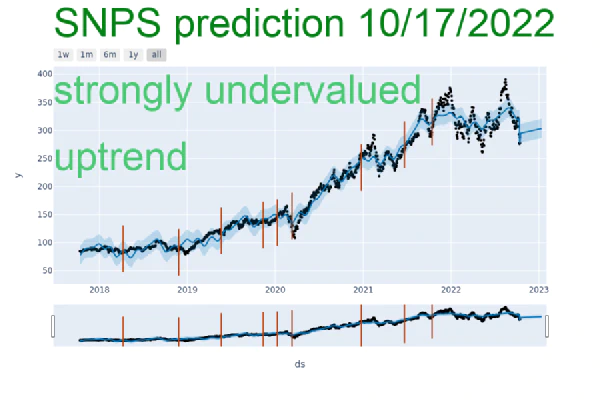 SNPS prediction 10/17/2022
1w 1m 6m 1y all
strongly undervalued
uptrend
400
350
300
y
250
200
150
100
50
2018 2019 2020 2021 2022 2023
ds